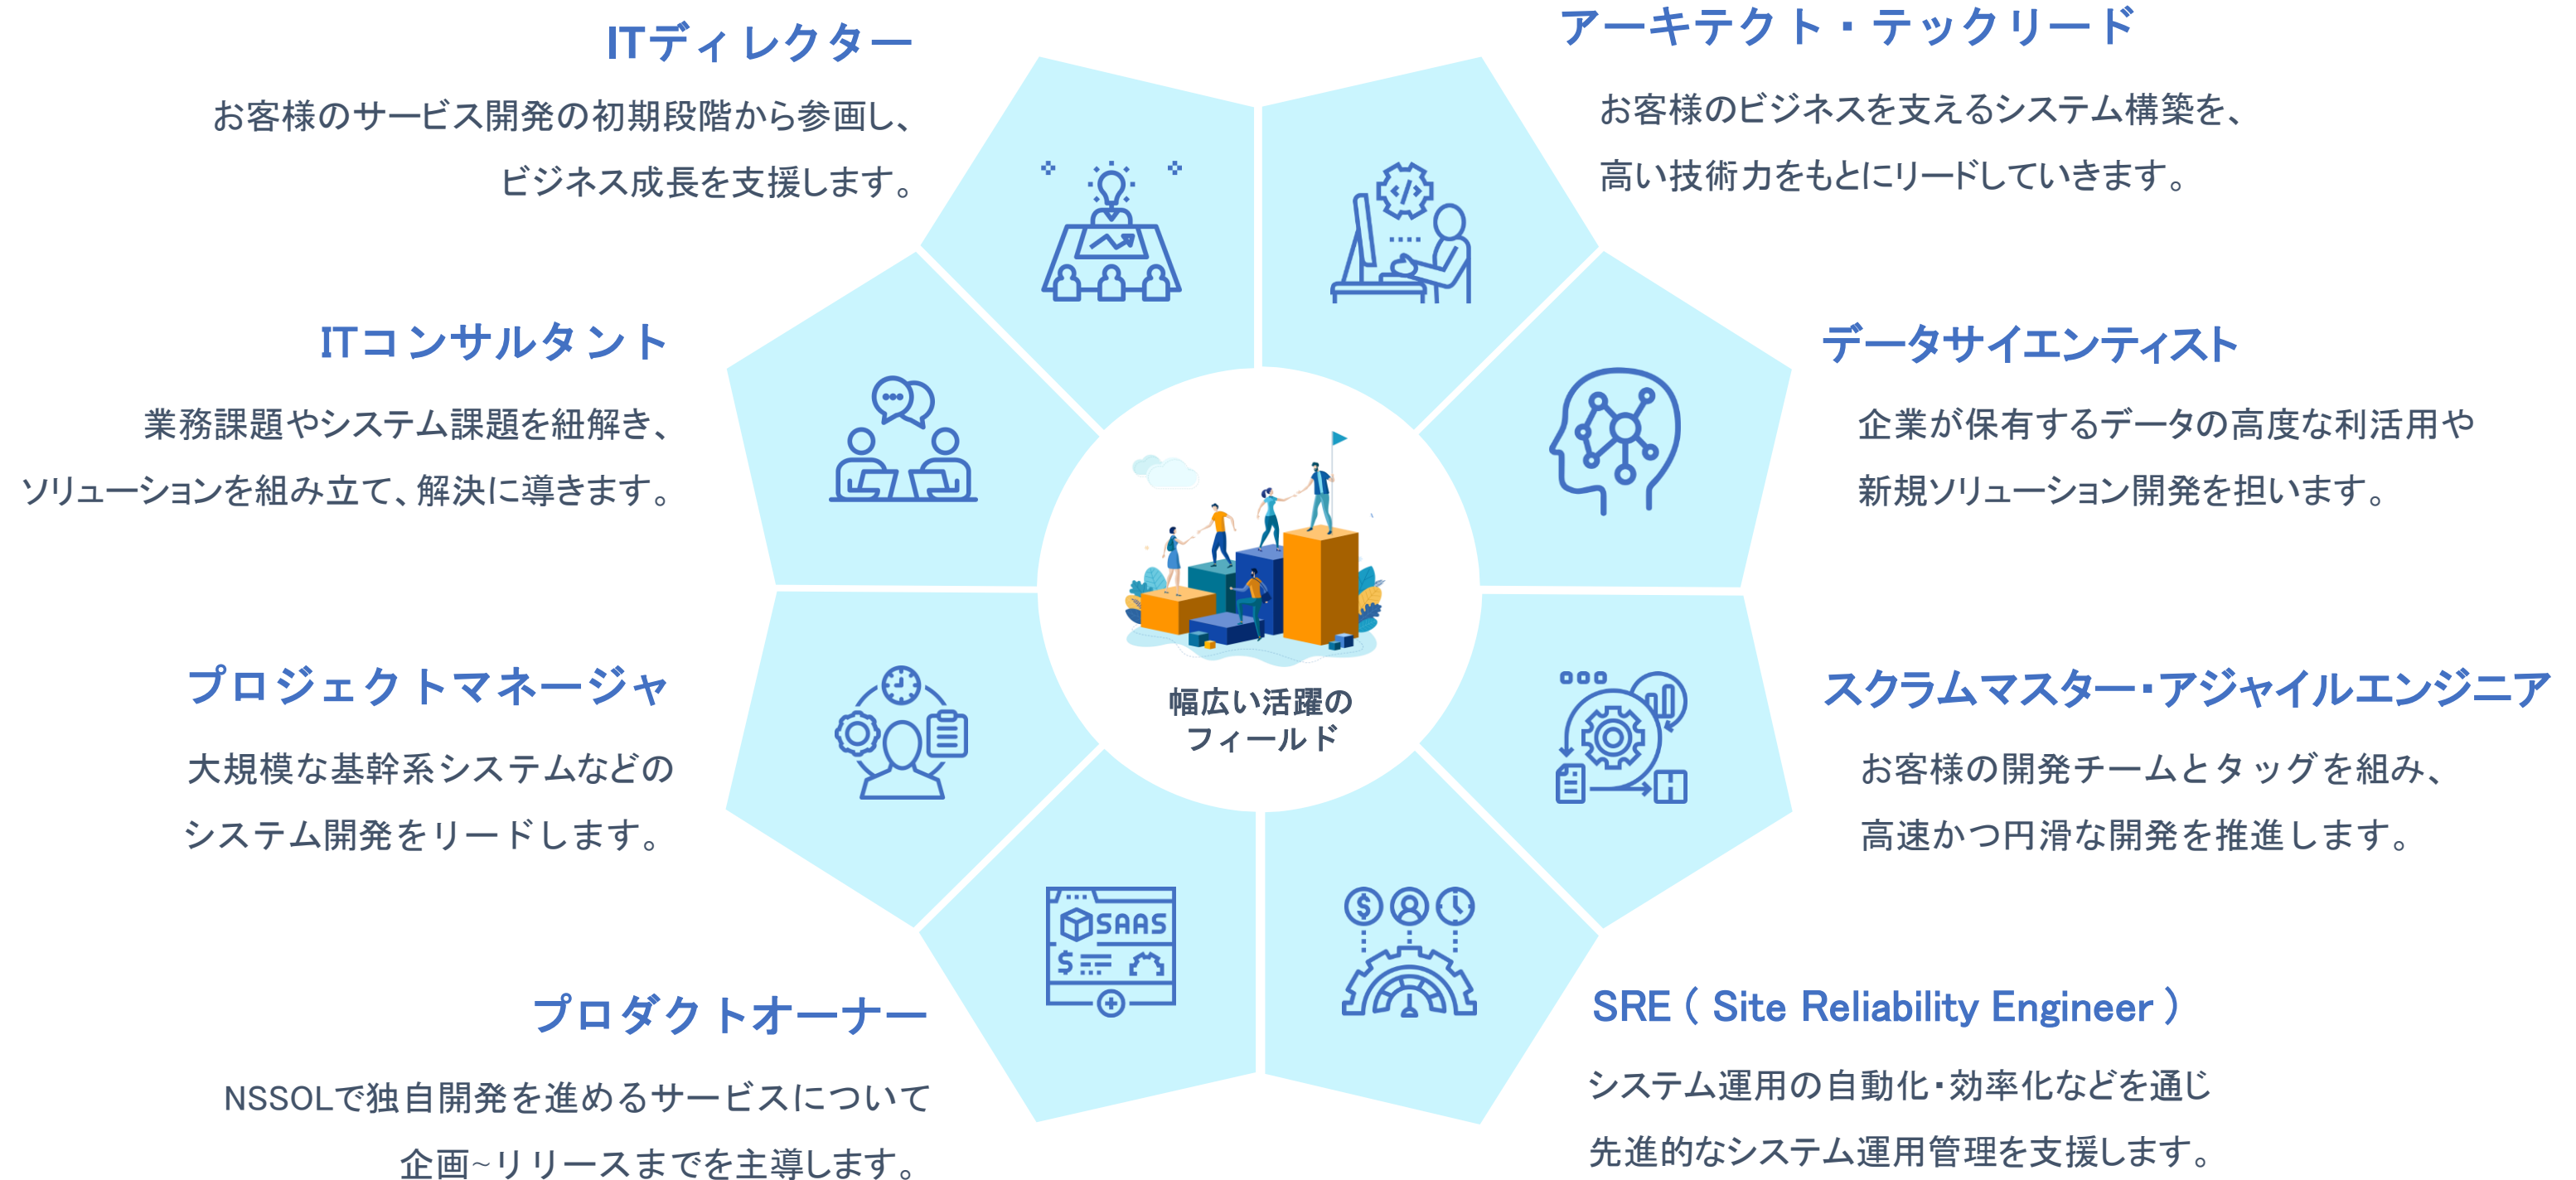 ITディレクター
お客様のサービス開発の初期段階から参画し、
ビジネス成長を支援します。
アーキテクト・テックリード
お客様のビジネスを支えるシステム構築を、
高い技術力をもとにリードしていきます。
ITコンサルタント
業務課題やシステム課題を紐解き、
ソリューションを組み立て、解決に導きます。
データサイエンティスト
企業が保有するデータの高度な利活用や
新規ソリューション開発を担います。
幅広い活躍の
フィールド
プロジェクトマネージャ
大規模な基幹系システムなどの
システム開発をリードします。
スクラムマスター・アジャイルエンジニア
お客様の開発チームとタッグを組み、
高速かつ円滑な開発を推進します。
SAAS
$
$
プロダクトオーナー
NSSOLで独自開発を進めるサービスについて
企画~リリースまでを主導します。
SRE ( Site Reliability Engineer )
システム運用の自動化・効率化などを通じ
先進的なシステム運用管理を支援します。